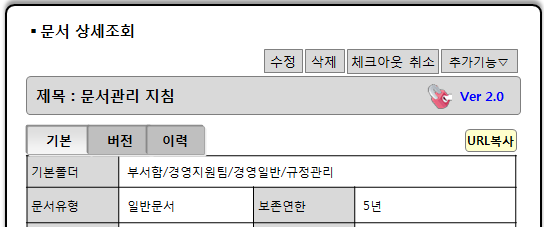 ▪문서 상세조회
수정 삭제 체크아웃 취소 추가기능▽
제목 : 문서관리 지침 Ver 2.0
기본 버전 이력 URL복사
기본폴더 부서함/경영지원팀/경영일반/규정관리
문서유형 일반문서 보존연한 5년